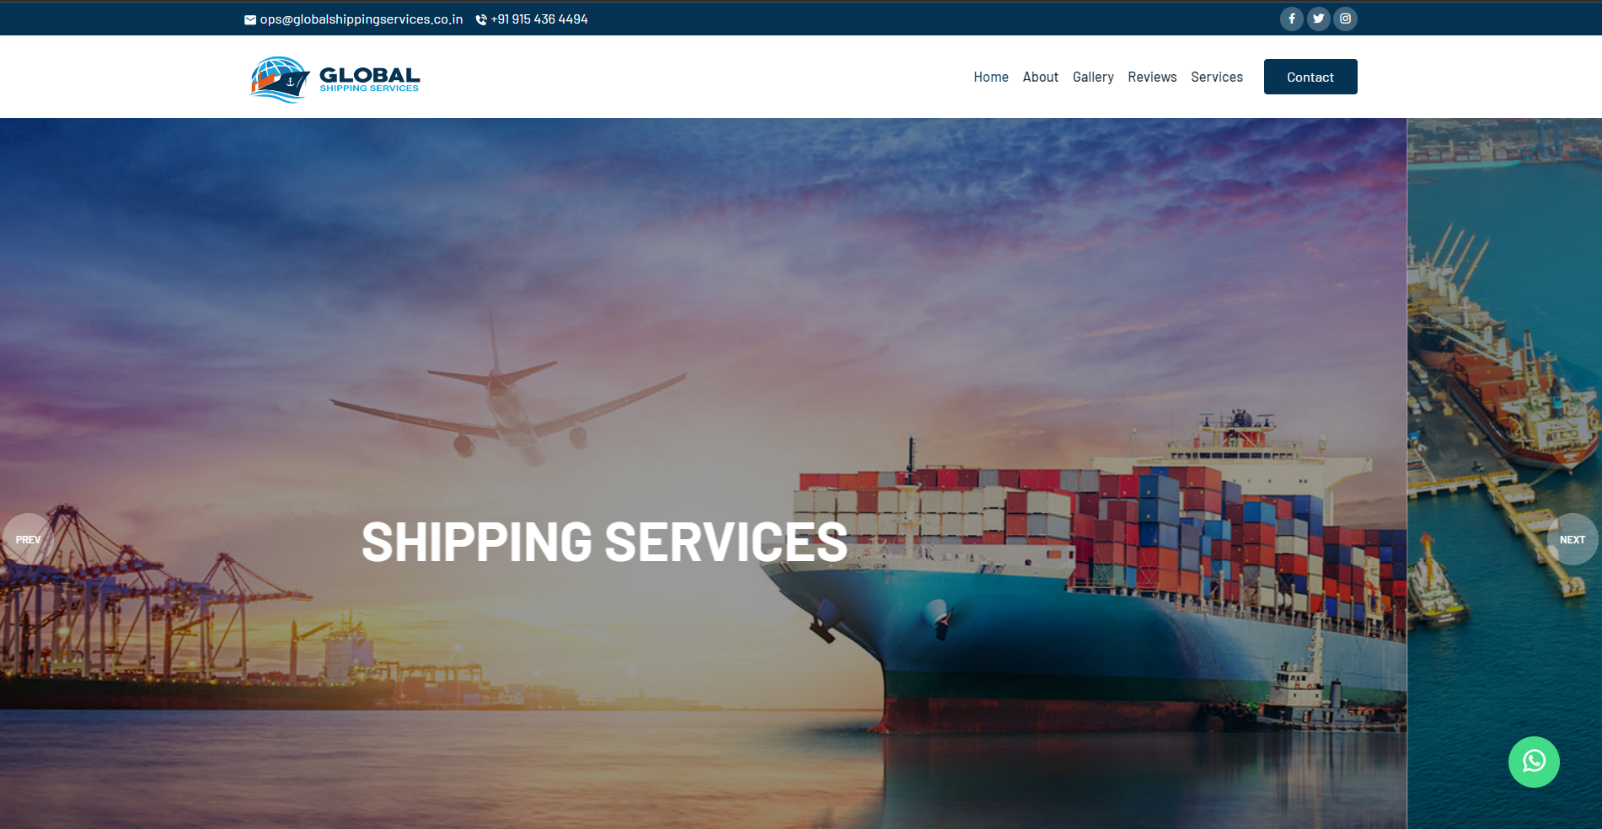 ops@globalshippingservices.co.in +91 915 436 4494
GLOBAL
SHIPPING SERVICES
Home About Gallery Reviews Services Contact
SHIPPING SERVICES
PREV
NEXT